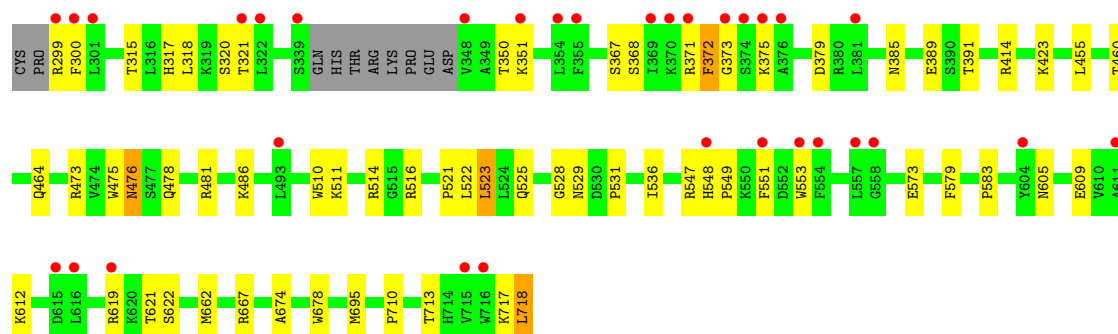 CYS PRO R299 F300 L301 T315 L316 H317 L318 K319 S320 T321 L322 S339 GLN HIS THR ARG LYS PRO GLU ASP V348 A349 T350 K351 L354 F355 S367 S368 I369 K370 R371 F372 G373 S374 K375 A376 D379 R380 L381 N385 E389 S390 T391 R414 K423 L455 T460
Q464 R473 V474 W475 N476 S477 Q478 R481 K486 L493 W510 K511 R514 G515 R516 P521 L522 L523 L524 Q525 G528 N529 D530 P531 I536 R547 H548 P549 K550 F551 D552 W553 F554 L557 G558 E573 F579 P583 Y604 N605 E609 V610 A611
K612 D615 L616 R619 K620 T621 S622 M662 R667 A674 W678 M695 P710 T713 H714 V715 W716 K717 L718